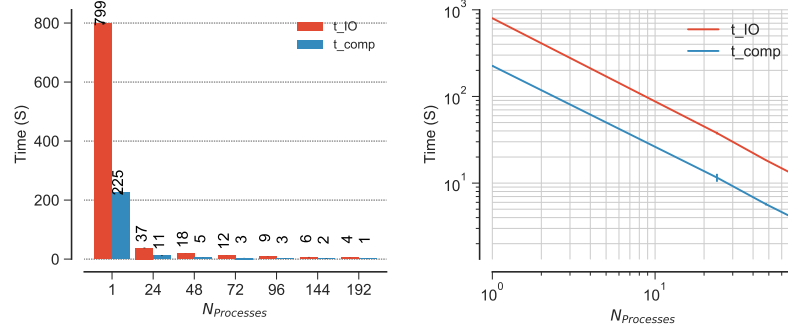 799
225
37
11
18
5
12
3
9
3
6
2
4
1
t_IO
t_comp
800
600
400
200
0
Time (S)
1 24 48 72 96 144 192
N_Processes
10^3
10^2
10^1
Time (S)
t_IO
t_comp
10^0 10^1
N_Processes